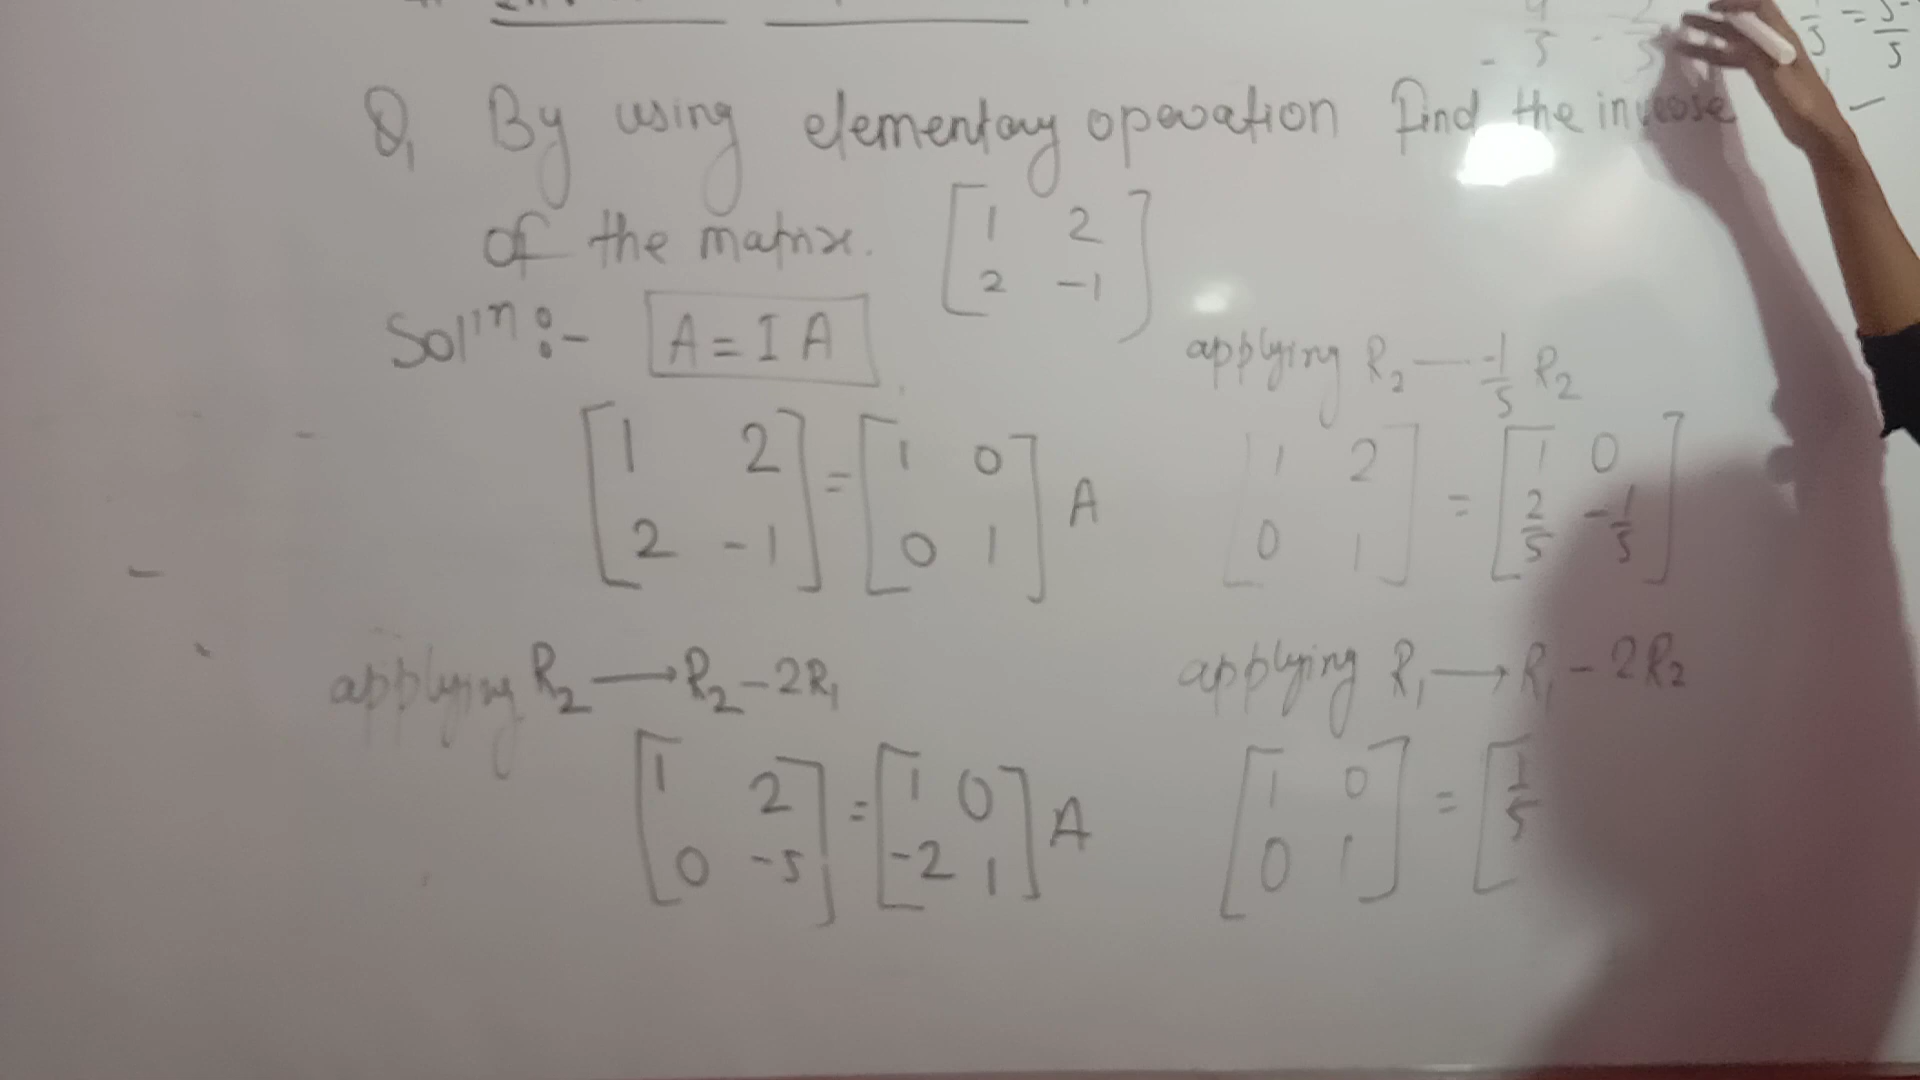 Q, By using elementary operation find the inverse
of the matrix. [1 2
2 -1]
Sol'n :- A = I A
[1 2
2 -1] = [1 0
0 1] A
applying R2 → R2 - 2R1
[1 2
0 -5] = [1 0
-2 1] A
applying R2 — -1/5 R2
[1 2
0 1] = [1 0
2/5 -1/5]
applying R1 → R1 - 2R2
[1 0
0 1] = [1/5